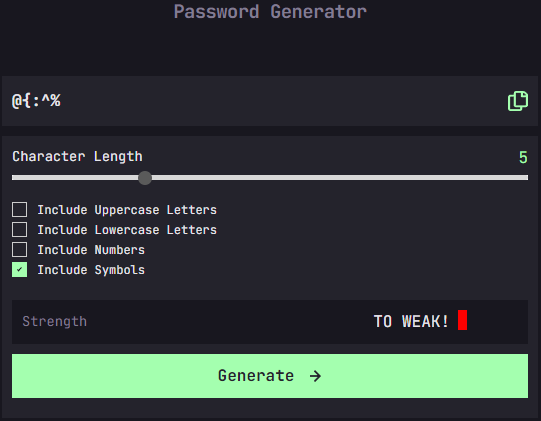 Password Generator
@{:^%
Character Length 5
Include Uppercase Letters
Include Lowercase Letters
Include Numbers
Include Symbols
Strength TO WEAK!
Generate →